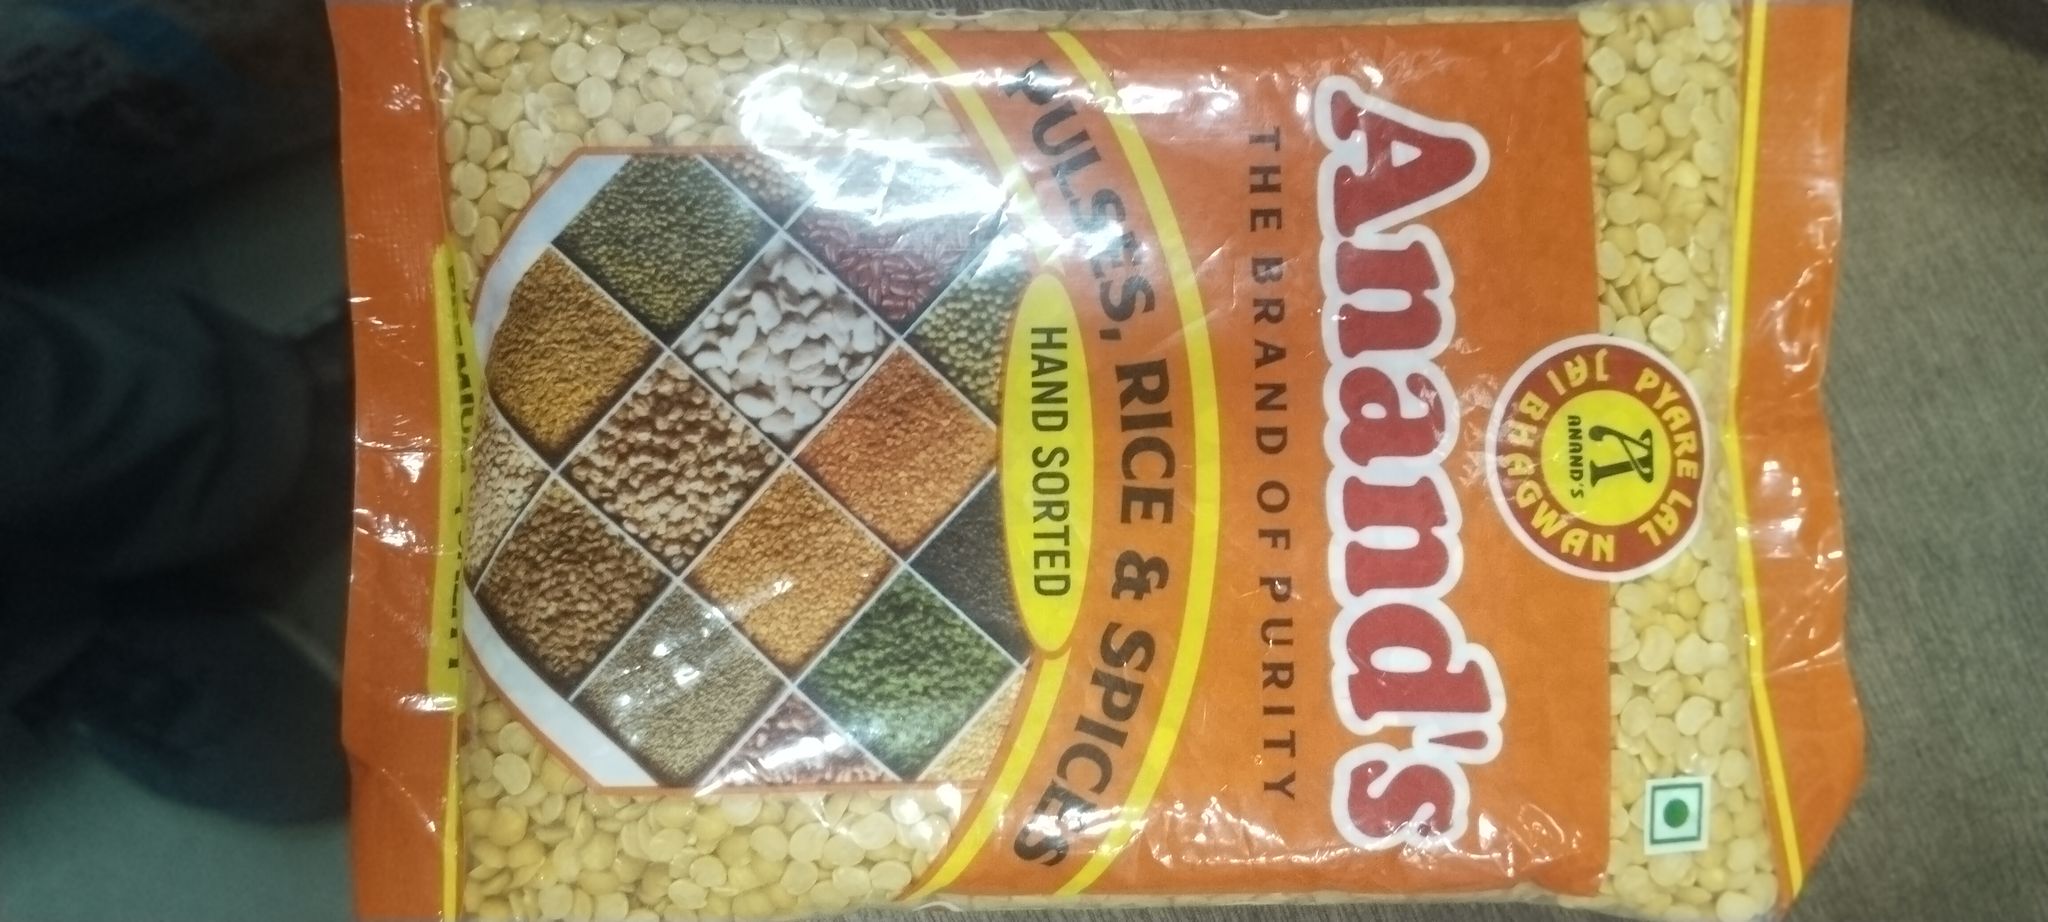 PYARE LAL
JAI BHAGWAN
A
ANAND'S
Anand's
THE BRAND OF PURITY
PULSES, RICE & SPICES
HAND SORTED